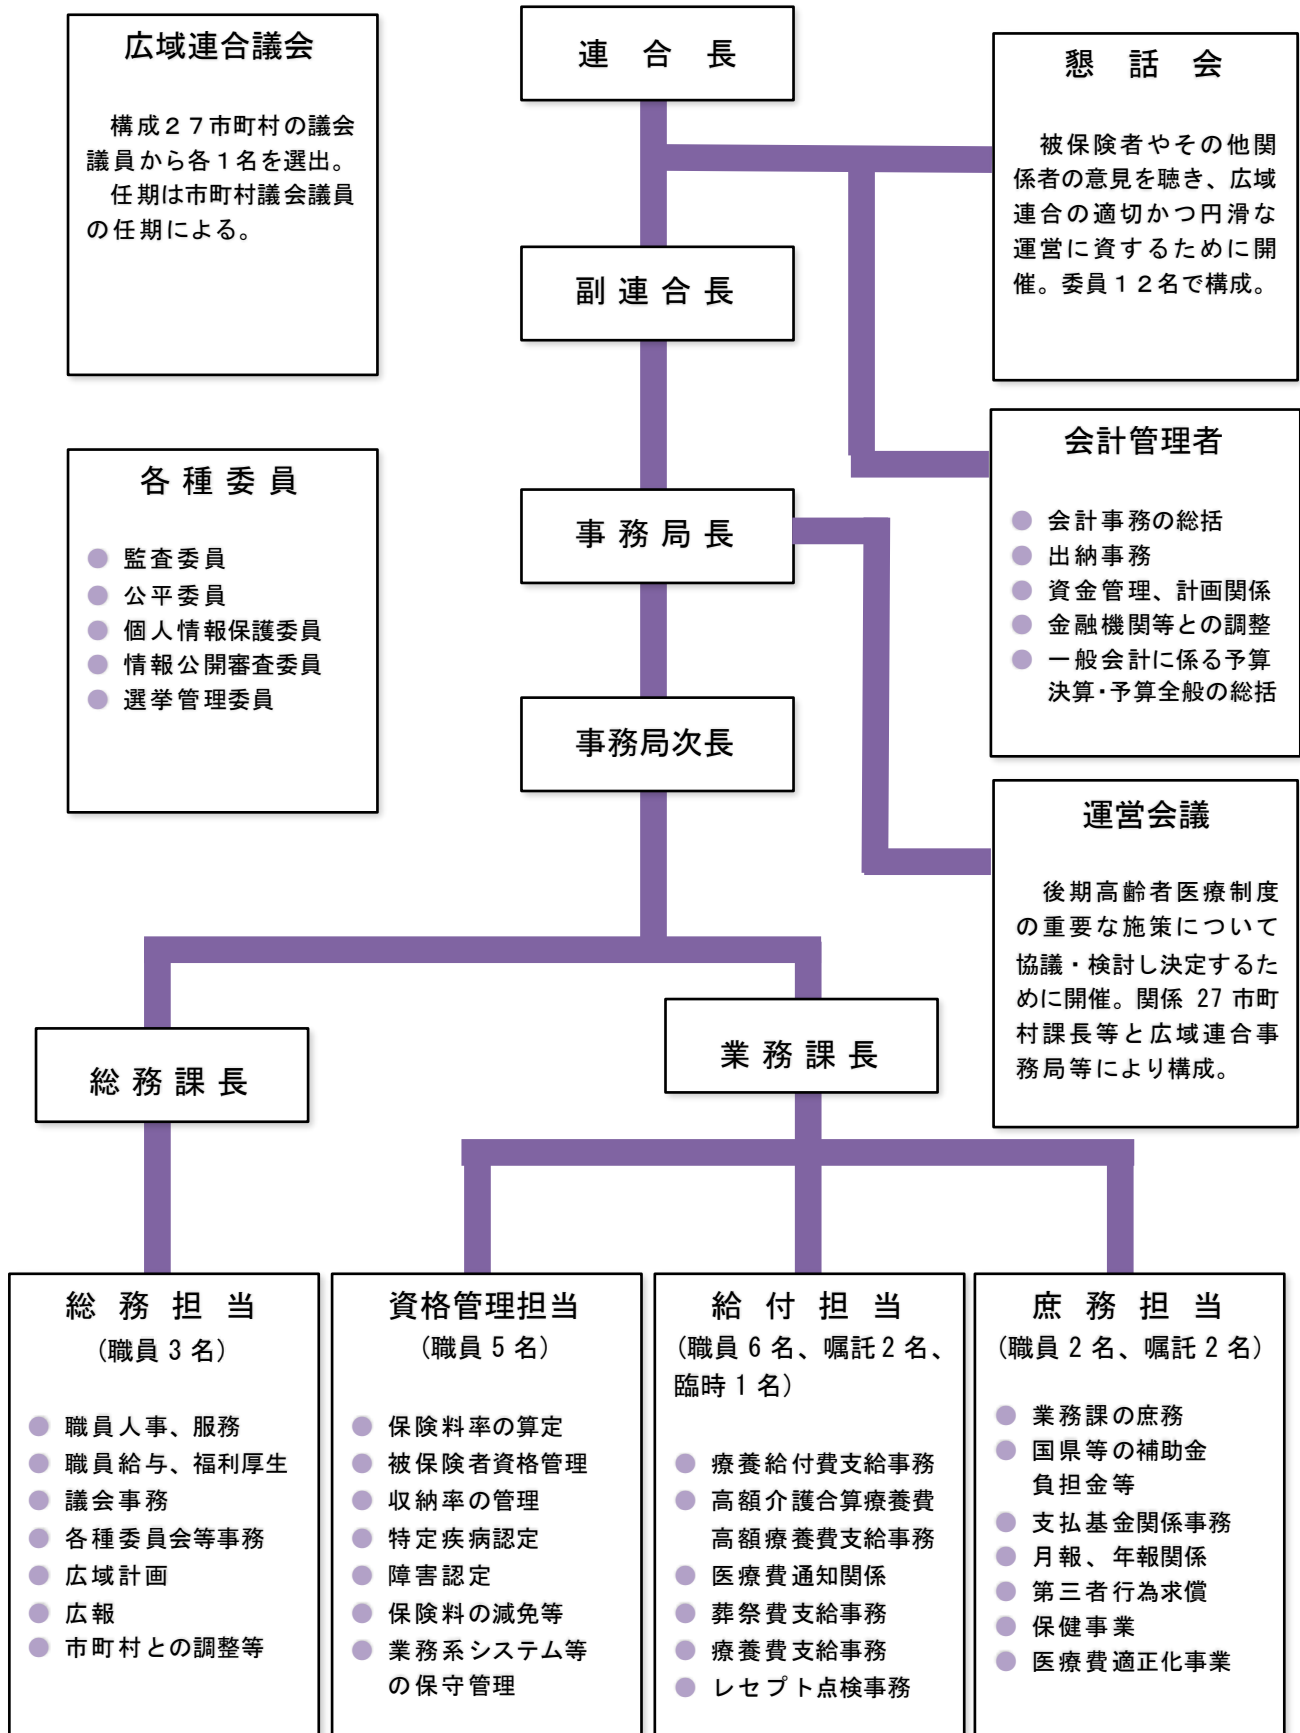 広域連合議会
構成２７市町村の議会
議員から各１名を選出。
任期は市町村議会議員
の任期による。
連　合　長
懇　話　会
被保険者やその他関
係者の意見を聴き、広域
連合の適切かつ円滑な
運営に資するために開
催。委員１２名で構成。
副連合長
各種委員
● 監査委員
● 公平委員
● 個人情報保護委員
● 情報公開審査委員
● 選挙管理委員
事務局長
会計管理者
● 会計事務の総括
● 出納事務
● 資金管理、計画関係
● 金融機関等との調整
● 一般会計に係る予算
決算・予算全般の総括
事務局次長
運営会議
後期高齢者医療制度
の重要な施策について
協議・検討し決定するた
めに開催。関係 27 市町
村課長等と広域連合事
務局等により構成。
総務課長
業務課長
総　務　担　当
（職員 3 名）
● 職員人事、服務
● 職員給与、福利厚生
● 議会事務
● 各種委員会等事務
● 広域計画
● 広報
● 市町村との調整等
資格管理担当
（職員 5 名）
● 保険料率の算定
● 被保険者資格管理
● 収納率の管理
● 特定疾病認定
● 障害認定
● 保険料の減免等
● 業務系システム等
の保守管理
給　付　担　当
（職員 6 名、嘱託 2 名、
臨時 1 名）
● 療養給付費支給事務
● 高額介護合算療養費
高額療養費支給事務
● 医療費通知関係
● 葬祭費支給事務
● 療養費支給事務
● レセプト点検事務
庶　務　担　当
（職員 2 名、嘱託 2 名）
● 業務課の庶務
● 国県等の補助金
負担金等
● 支払基金関係事務
● 月報、年報関係
● 第三者行為求償
● 保健事業
● 医療費適正化事業